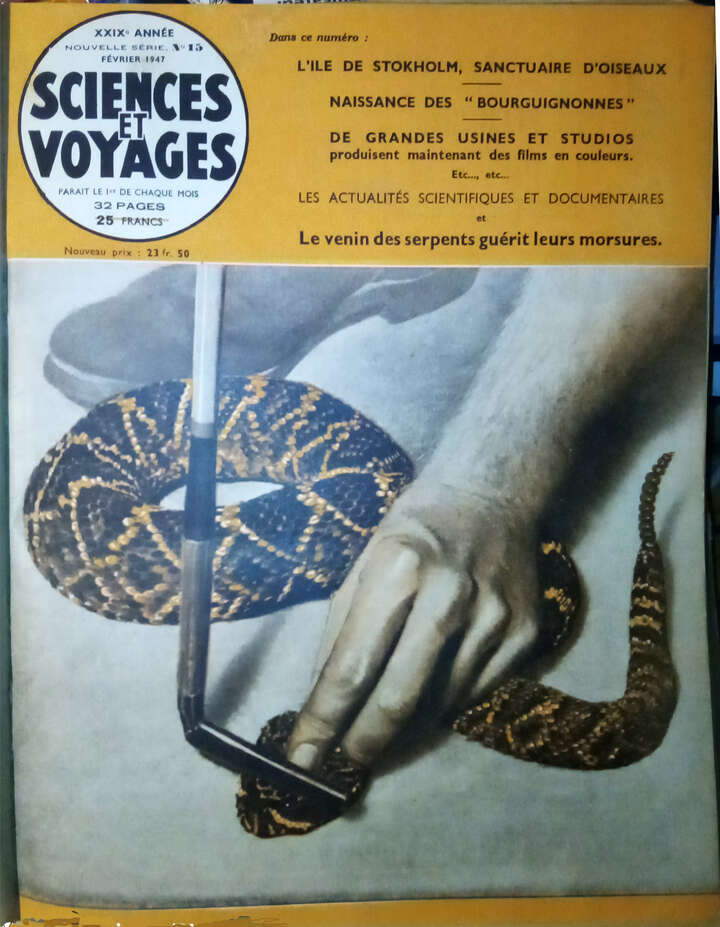 XXIXe ANNÉE
NOUVELLE SÉRIE. No 15
FÉVRIER 1947
SCIENCES
ET
VOYAGES
PARAIT LE 1er DE CHAQUE MOIS
32 PAGES
25 FRANCS
Nouveau prix : 23 fr. 50
Dans ce numéro :
L'ILE DE STOKHOLM, SANCTUAIRE D'OISEAUX
NAISSANCE DES "BOURGUIGNONNES"
DE GRANDES USINES ET STUDIOS
produisent maintenant des films en couleurs.
Etc..., etc...
LES ACTUALITÉS SCIENTIFIQUES ET DOCUMENTAIRES
et
Le venin des serpents guérit leurs morsures.